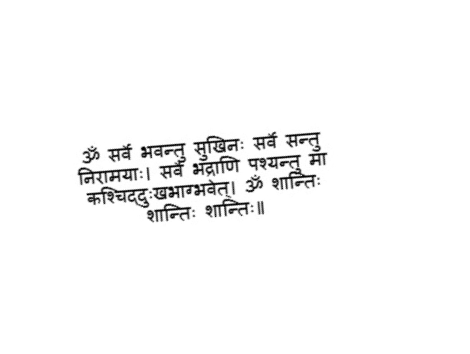 ॐ सर्वे भवन्तु सुखिनः सर्वे सन्तु
निरामयाः। सर्वे भद्राणि पश्यन्तु मा
कश्चिद्दुःखभाग्भवेत्। ॐ शान्तिः
शान्तिः शान्तिः॥